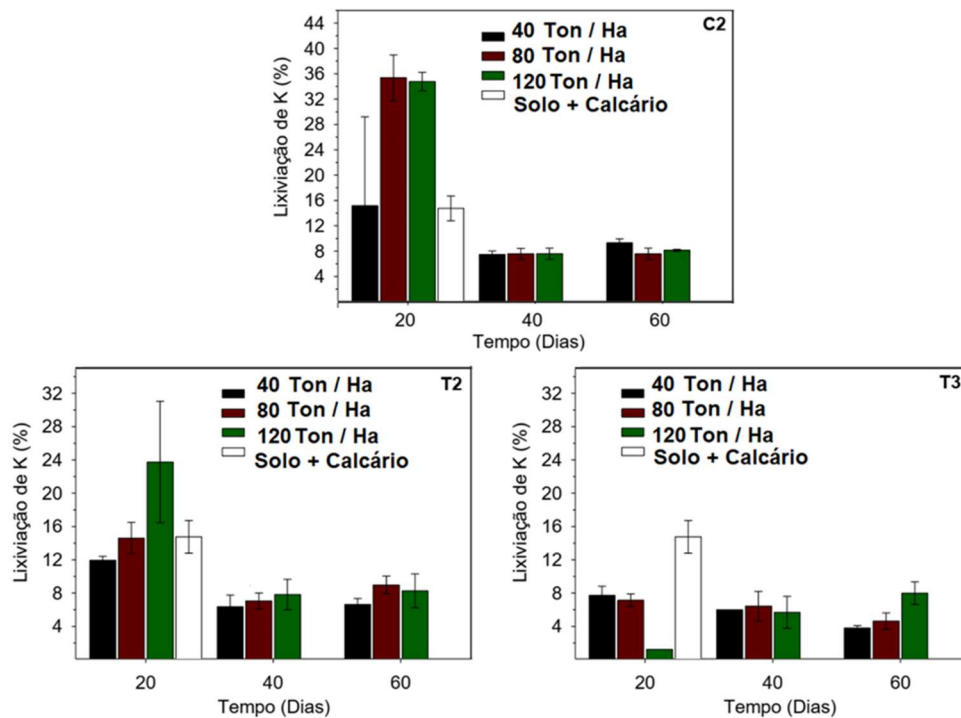 C2
Lixiviação de K (%)
44
40
36
32
28
24
20
16
12
8
4
40 Ton / Ha
80 Ton / Ha
120 Ton / Ha
Solo + Calcário
20 40 60
Tempo (Dias)
T2
Lixiviação de K (%)
32
28
24
20
16
12
8
4
40 Ton / Ha
80 Ton / Ha
120 Ton / Ha
Solo + Calcário
20 40 60
Tempo (Dias)
T3
Lixiviação de K (%)
32
28
24
20
16
12
8
4
40 Ton / Ha
80 Ton / Ha
120 Ton / Ha
Solo + Calcário
20 40 60
Tempo (Dias)